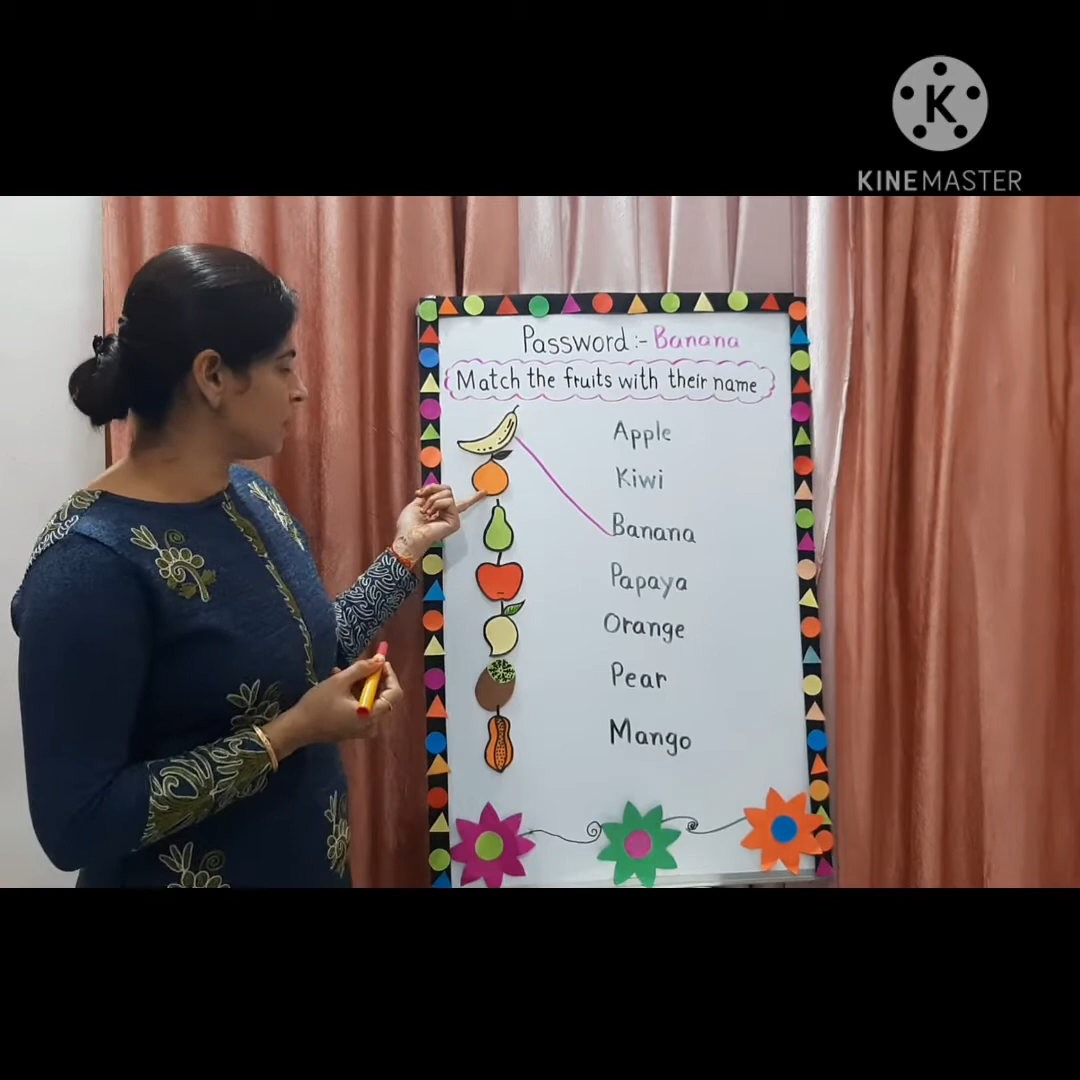 K
KINEMASTER
Password :- Banana
Match the fruits with their name
Apple
Kiwi
Banana
Papaya
Orange
Pear
Mango